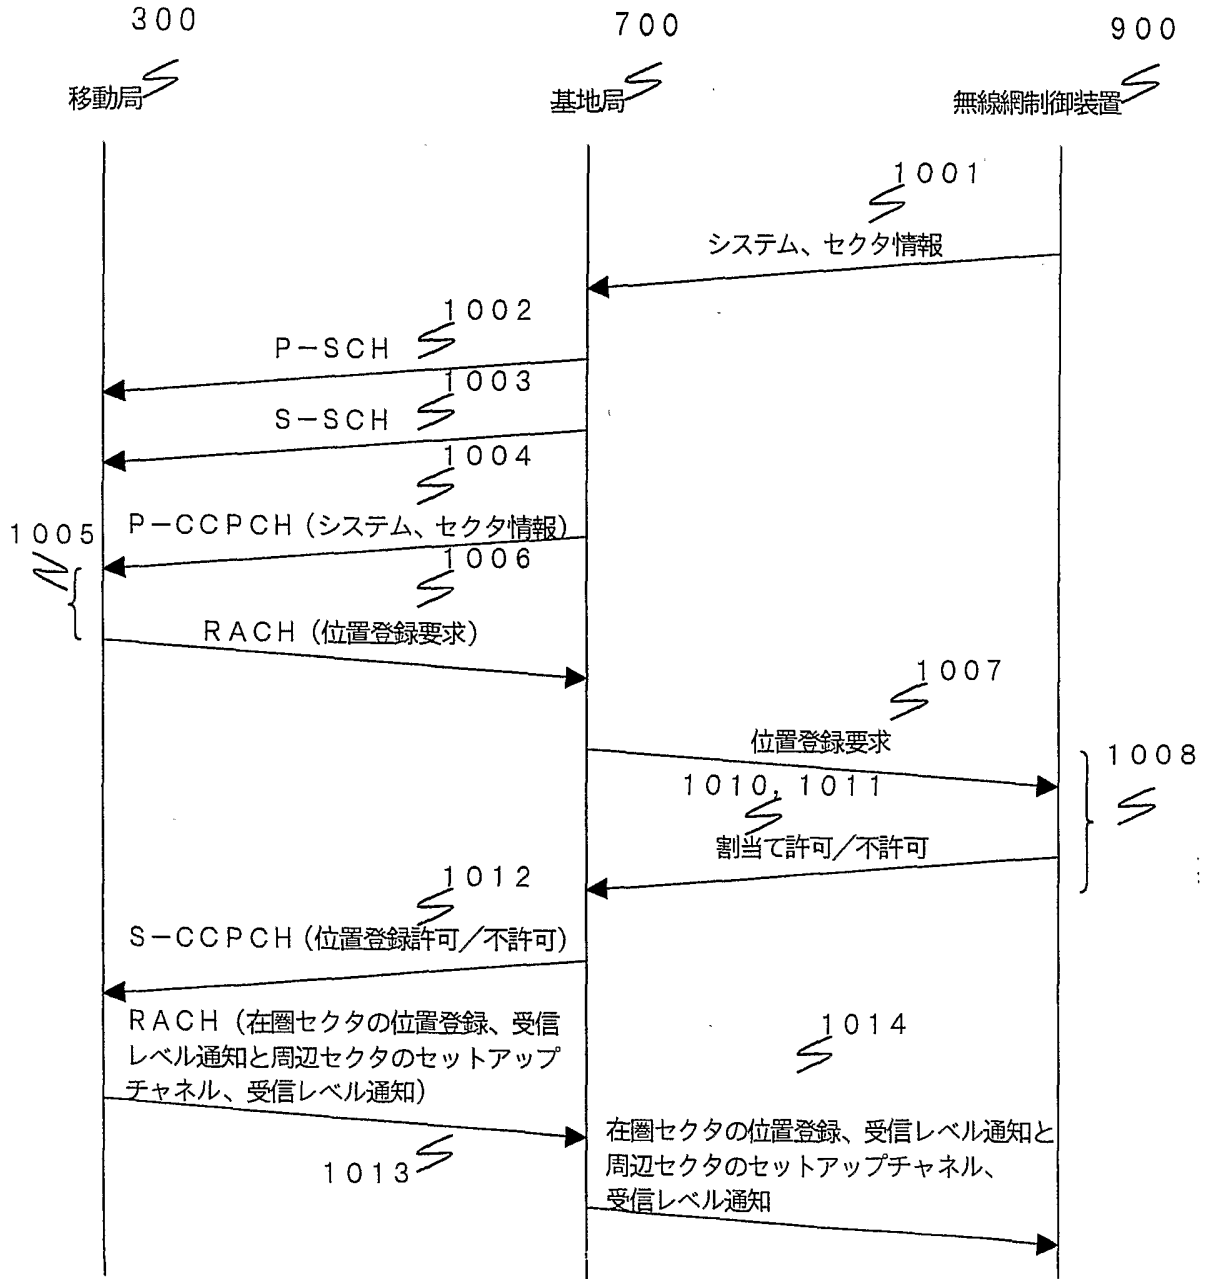 ３００
７００
９００
移動局
基地局
無線網制御装置
１００１
システム、セクタ情報
１００２
Ｐ－ＳＣＨ
１００３
Ｓ－ＳＣＨ
１００４
Ｐ－ＣＣＰＣＨ（システム、セクタ情報）
１００５
１００６
ＲＡＣＨ（位置登録要求）
１００７
位置登録要求
１００８
１０１０，１０１１
割当て許可／不許可
１０１２
Ｓ－ＣＣＰＣＨ（位置登録許可／不許可）
ＲＡＣＨ（在圏セクタの位置登録、受信
レベル通知と周辺セクタのセットアップ
チャネル、受信レベル通知）
１０１３
１０１４
在圏セクタの位置登録、受信レベル通知と
周辺セクタのセットアップチャネル、
受信レベル通知